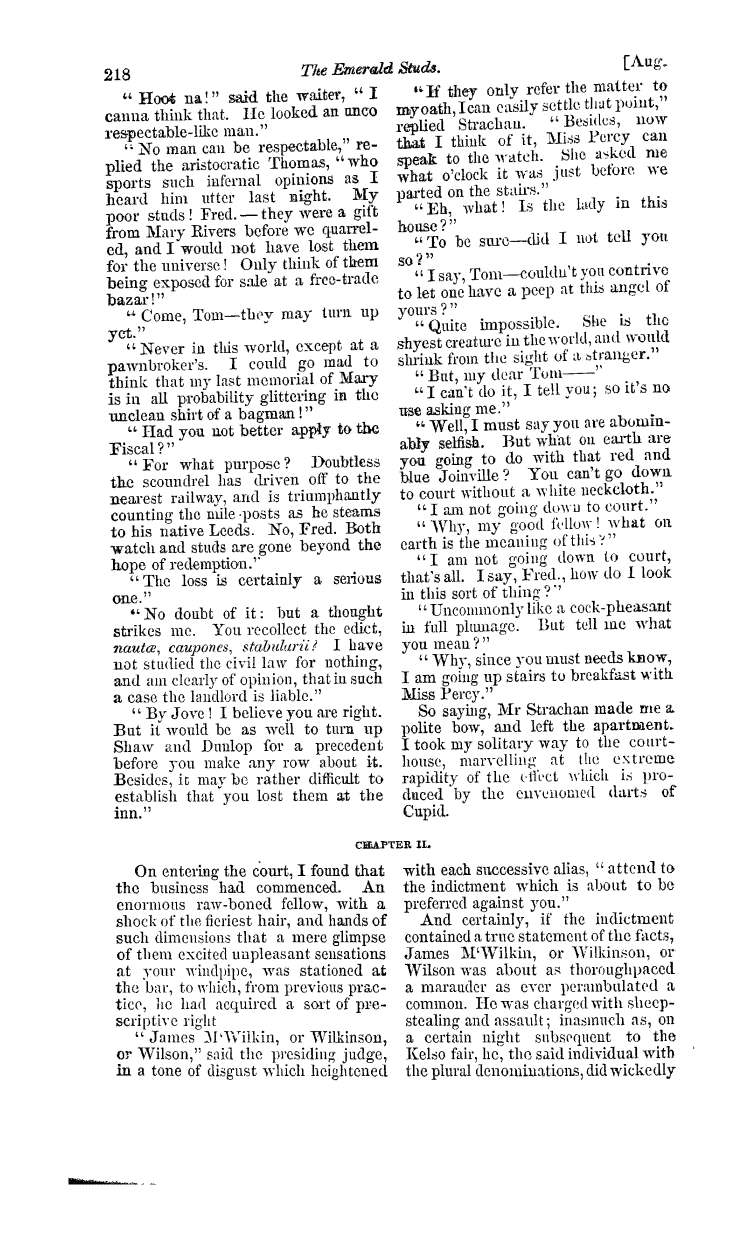 218
The Emerald Studs.
[Aug.
“ Hoot na!” said the waiter, “ I
canna think that. He looked an unco
respectable-like man.”
“ No man can be respectable,” re-
plied the aristocratic Thomas, “ who
sports such infernal opinions as I
heard him utter last night. My
poor studs! Fred.—they were a gift
from Mary Rivers before we quarrel-
ed, and I would not have lost them
for the universe! Only think of them
being exposed for sale at a free-trade
bazar!”
“ Come, Tom—they may turn up
yet.”
“ Never in this world, except at a
pawnbroker’s. I could go mad to
think that my last memorial of Mary
is in all probability glittering in the
unclean shirt of a bagman!”
“ Had you not better apply to the
Fiscal?”
“ For what purpose? Doubtless
the scoundrel has driven off to the
nearest railway, and is triumphantly
counting the mile-posts as he steams
to his native Leeds. No, Fred. Both
watch and studs are gone beyond the
hope of redemption.”
“ The loss is certainly a serious
one.”
“ No doubt of it: but a thought
strikes me. You recollect the edict,
nautæ, caupones, stabularii? I have
not studied the civil law for nothing,
and am clearly of opinion, that in such
a case the landlord is liable.”
“ By Jove! I believe you are right.
But it would be as well to turn up
Shaw and Dunlop for a precedent
before you make any row about it.
Besides, it may be rather difficult to
establish that you lost them at the
inn.”
“ If they only refer the matter to
my oath, I can easily settle that point,”
replied Strachan. “ Besides, now
that I think of it, Miss Percy can
speak to the watch. She asked me
what o’clock it was just before we
parted on the stairs.”
“ Eh, what! Is the lady in this
house?”
“ To be sure—did I not tell you
so?”
“ I say, Tom—couldn’t you contrive
to let one have a peep at this angel of
yours?”
“ Quite impossible. She is the
shyest creature in the world, and would
shrink from the sight of a stranger.”
“ But, my dear Tom——”
“ I can’t do it, I tell you; so it’s no
use asking me.”
“ Well, I must say you are abomin-
ably selfish. But what on earth are
you going to do with that red and
blue Joinville? You can’t go down
to court without a white neckcloth.”
“ I am not going down to court.”
“ Why, my good fellow! what on
earth is the meaning of this?”
“ I am not going down to court,
that’s all. I say, Fred., how do I look
in this sort of thing?”
“ Uncommonly like a cock-pheasant
in full plumage. But tell me what
you mean?”
“ Why, since you must needs know,
I am going up stairs to breakfast with
Miss Percy.”
So saying, Mr Strachan made me a
polite bow, and left the apartment.
I took my solitary way to the court-
house, marvelling at the extreme
rapidity of the effect which is pro-
duced by the envenomed darts of
Cupid.
CHAPTER II.
On entering the court, I found that
the business had commenced. An
enormous raw-boned fellow, with a
shock of the fieriest hair, and hands of
such dimensions that a mere glimpse
of them excited unpleasant sensations
at your windpipe, was stationed at
the bar, to which, from previous prac-
tice, he had acquired a sort of pre-
scriptive right
“ James M‘Wilkin, or Wilkinson,
or Wilson,” said the presiding judge,
in a tone of disgust which heightened
with each successive alias, “ attend to
the indictment which is about to be
preferred against you.”
And certainly, if the indictment
contained a true statement of the facts,
James M‘Wilkin, or Wilkinson, or
Wilson was about as thoroughpaced
a marauder as ever perambulated a
common. He was charged with sheep-
stealing and assault; inasmuch as, on
a certain night subsequent to the
Kelso fair, he, the said individual with
the plural denominations, did wickedly